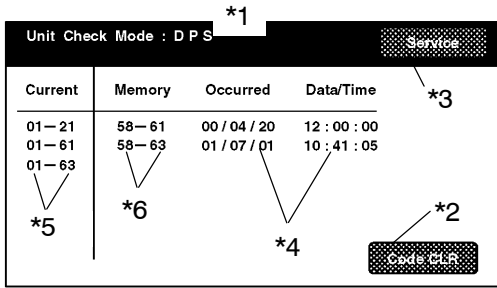 *1
Unit Check Mode : DPS
Service
*3
Current Memory Occurred Data/Time
01-21 58-61 00/04/20 12:00:00
01-61 58-63 01/07/01 10:41:05
01-63
*5 *6 *4 *2
Code CLR